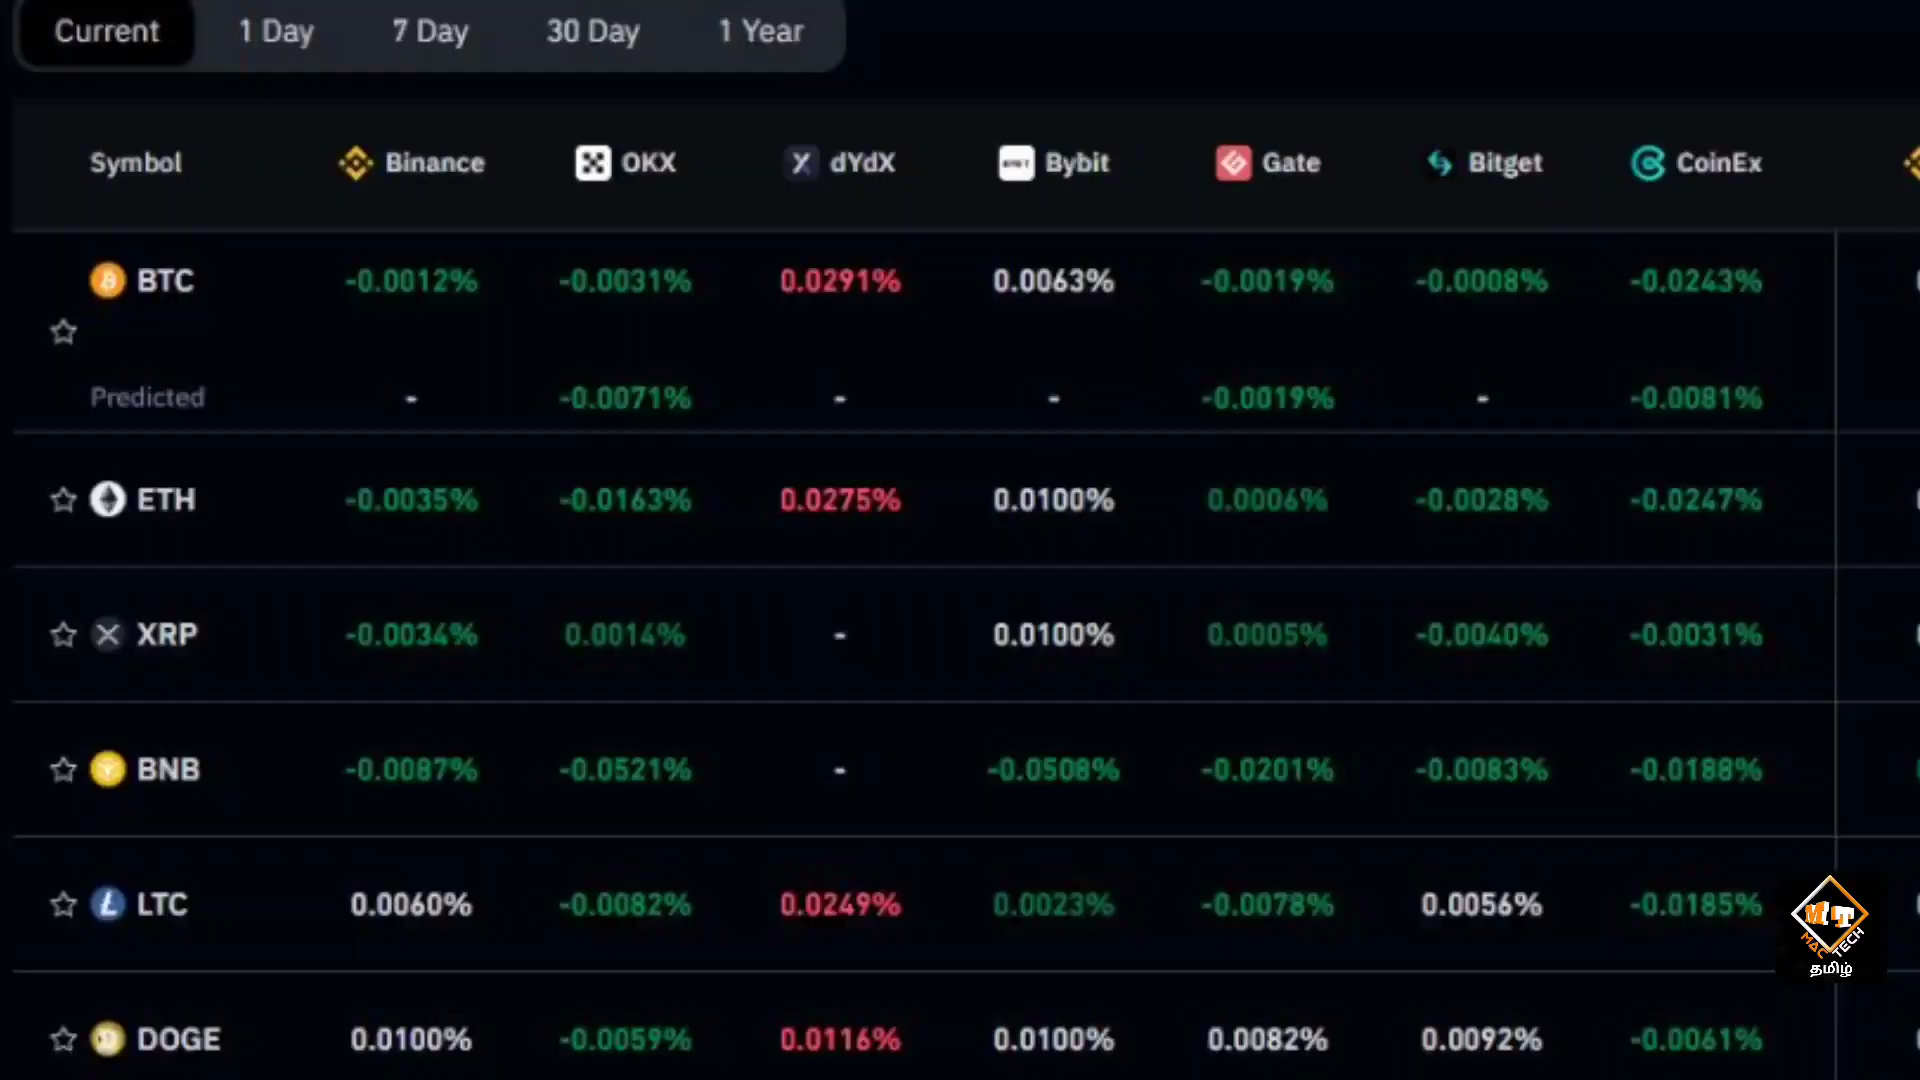 Current 1 Day 7 Day 30 Day 1 Year
Symbol Binance OKX dYdX Bybit Gate Bitget CoinEx
BTC -0.0012% -0.0031% 0.0291% 0.0063% -0.0019% -0.0008% -0.0243%
Predicted - -0.0071% - - -0.0019% - -0.0081%
ETH -0.0035% -0.0163% 0.0275% 0.0100% 0.0006% -0.0028% -0.0247%
XRP -0.0034% 0.0014% - 0.0100% 0.0005% -0.0040% -0.0031%
BNB -0.0087% -0.0521% - -0.0508% -0.0201% -0.0083% -0.0188%
LTC 0.0060% -0.0082% 0.0249% 0.0023% -0.0078% 0.0056% -0.0185%
DOGE 0.0100% -0.0059% 0.0116% 0.0100% 0.0082% 0.0092% -0.0061%
MT
MAC TECH
தமிழ்